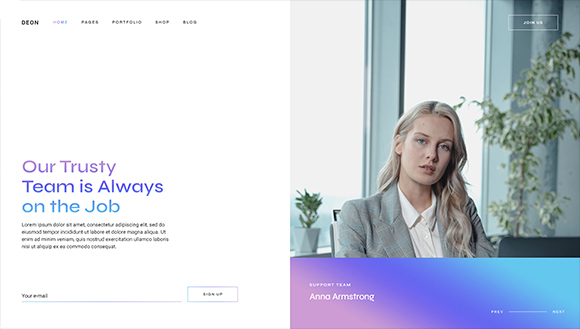 DEON HOME PAGES PORTFOLIO SHOP BLOG JOIN US
Our Trusty
Team is Always
on the Job
Lorem ipsum dolor sit amet, consectetur adipiscing elit, sed do
eiusmod tempor incididunt ut labore et dolore magna aliqua. Ut
enim ad minim veniam, quis nostrud exercitation ullamco laboris
nisi ut aliquip ex ea commodo consequat.
Your e-mail SIGN UP
SUPPORT TEAM
Anna Armstrong
PREV NEXT